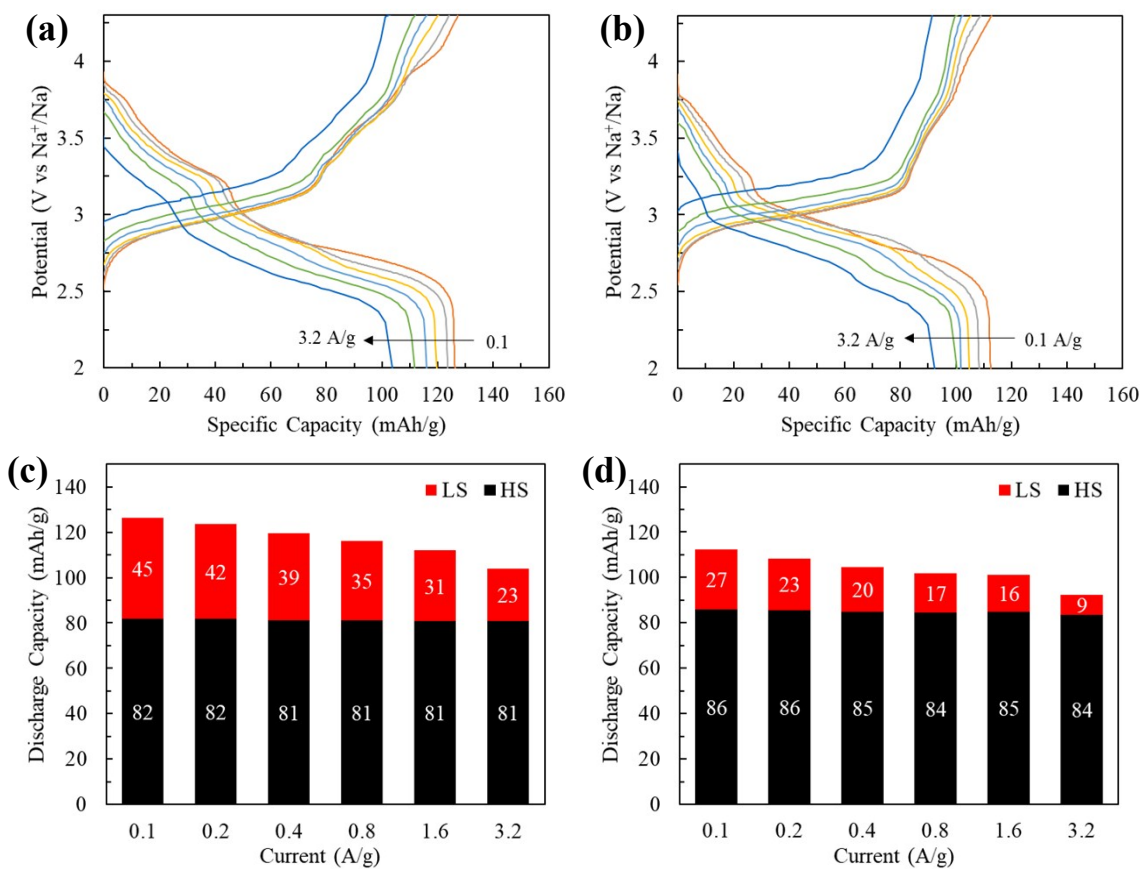 (a)
Potential (V vs Na⁺/Na)
4
3.5
3
2.5
2
3.2 A/g
0.1
0 20 40 60 80 100 120 140 160
Specific Capacity (mAh/g)
(b)
Potential (V vs Na⁺/Na)
4
3.5
3
2.5
2
3.2 A/g
0.1 A/g
0 20 40 60 80 100 120 140 160
Specific Capacity (mAh/g)
(c)
Discharge Capacity (mAh/g)
LS HS
140
120
100
80
60
40
20
0
45 42 39 35 31 23
82 82 81 81 81 81
0.1 0.2 0.4 0.8 1.6 3.2
Current (A/g)
(d)
Discharge Capacity (mAh/g)
LS HS
140
120
100
80
60
40
20
0
27 23 20 17 16 9
86 86 85 84 85 84
0.1 0.2 0.4 0.8 1.6 3.2
Current (A/g)